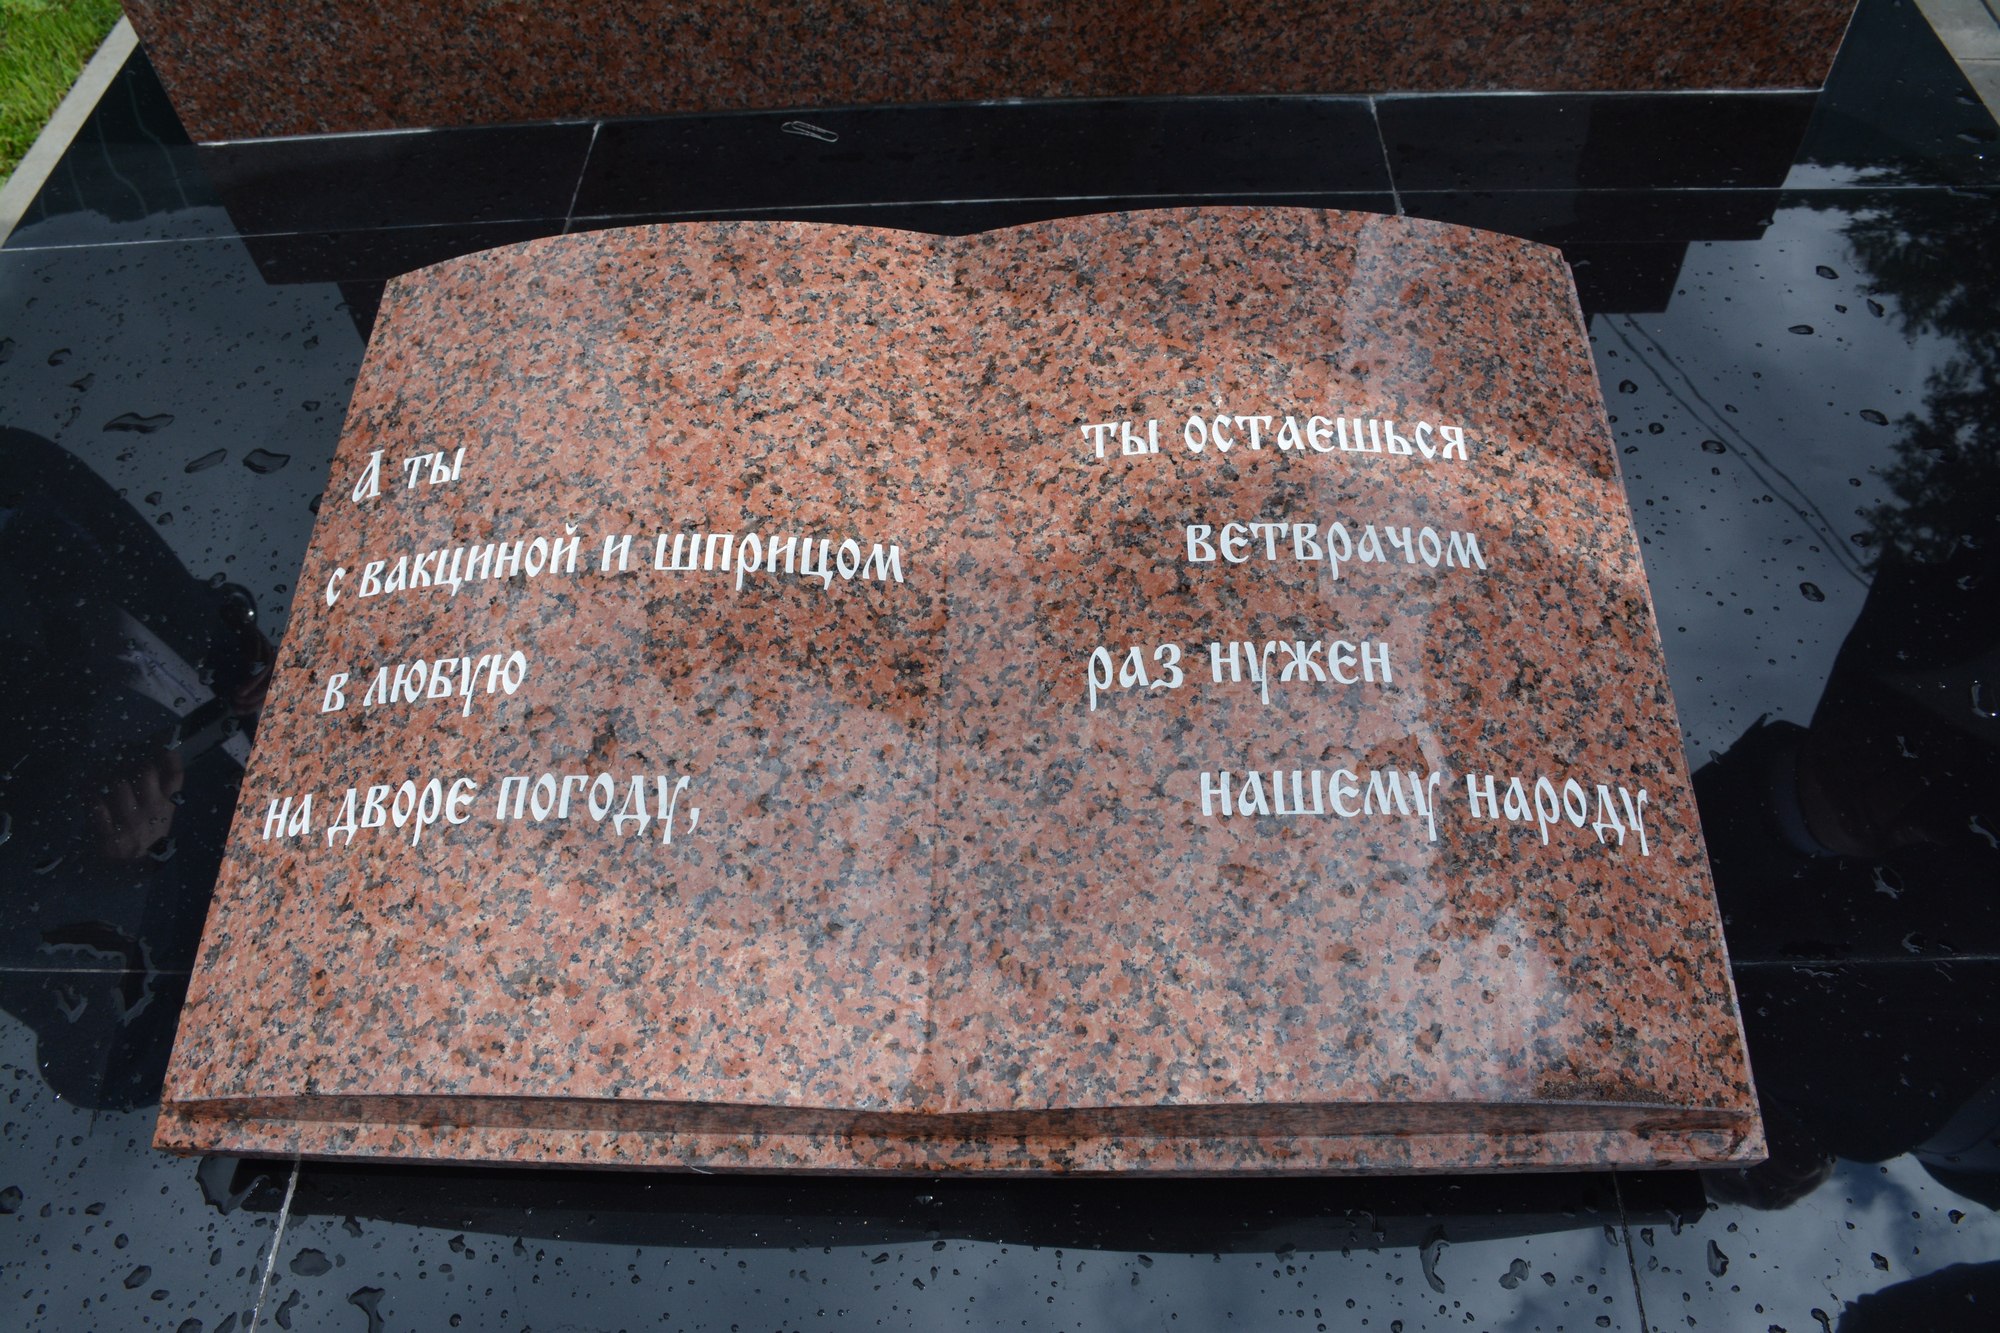 А ты
с вакциной и шприцом
в любую
на дворе погоду,
ты остаешься
ветврачом
раз нужен
нашему народу